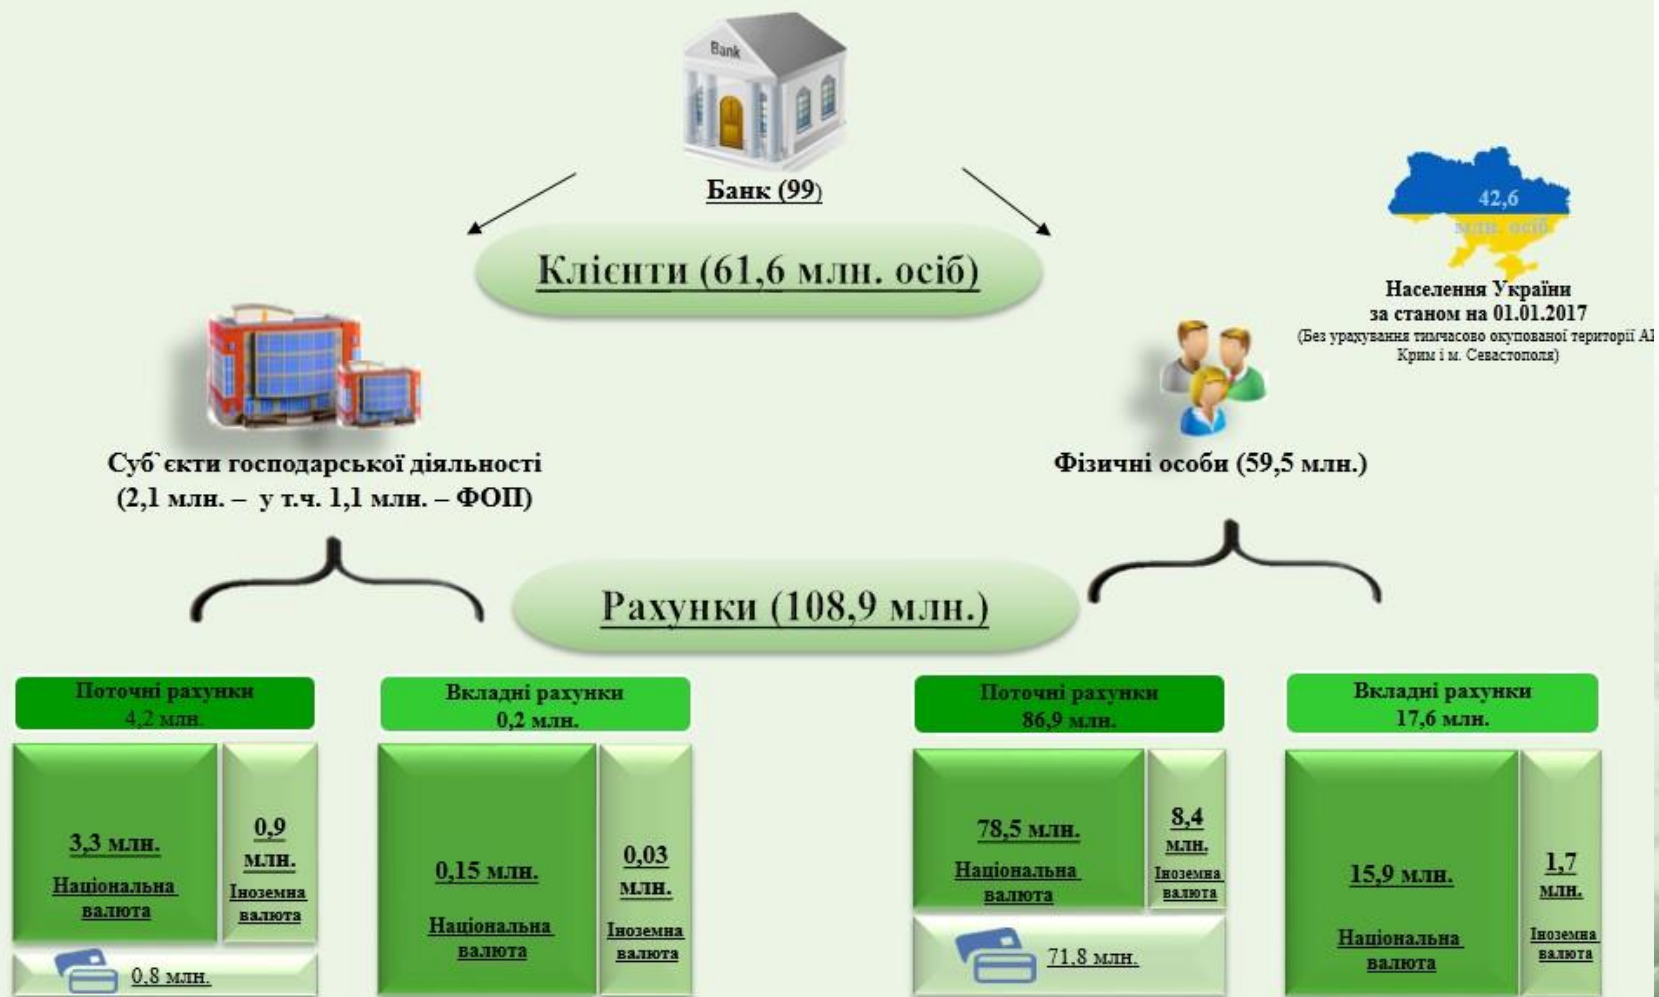 Bank
Банк (99)
Клієнти (61,6 млн. осіб)
42,6
млн. осіб
Населення України
за станом на 01.01.2017
(Без урахування тимчасово окупованої території АР
Крим і м. Севастополя)
Суб`єкти господарської діяльності
(2,1 млн. – у т.ч. 1,1 млн. – ФОП)
Фізичні особи (59,5 млн.)
Рахунки (108,9 млн.)
Поточні рахунки
4,2 млн.
3,3 млн.
Національна
валюта
0,9
млн.
Іноземна
валюта
0,8 млн.
Вкладні рахунки
0,2 млн.
0,15 млн.
Національна
валюта
0,03
млн.
Іноземна
валюта
Поточні рахунки
86,9 млн.
78,5 млн.
Національна
валюта
8,4
млн.
Іноземна
валюта
71,8 млн.
Вкладні рахунки
17,6 млн.
15,9 млн.
Національна
валюта
1,7
млн.
Іноземна
валюта